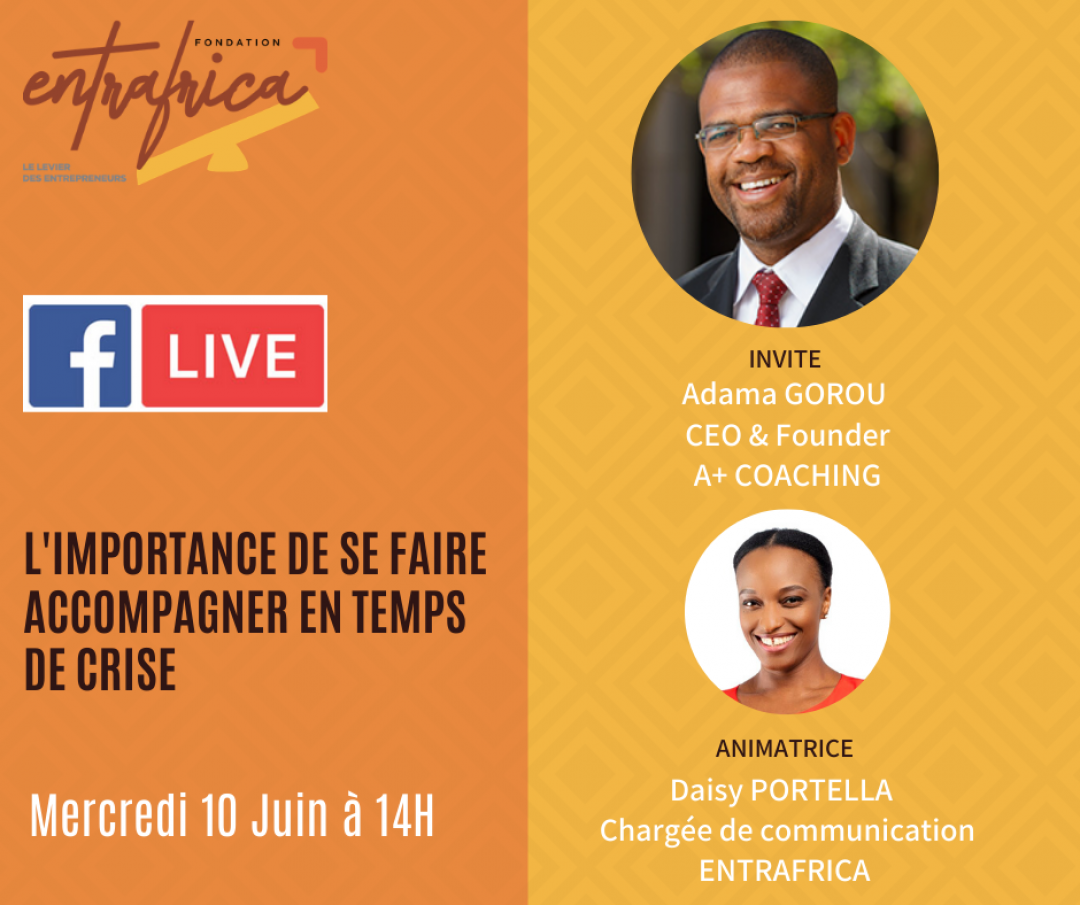 FONDATION
entrafrica
LE LEVIER
DES ENTREPRENEURS
f LIVE
L'IMPORTANCE DE SE FAIRE
ACCOMPAGNER EN TEMPS
DE CRISE
Mercredi 10 Juin à 14H
INVITE
Adama GOROU
CEO & Founder
A+ COACHING
ANIMATRICE
Daisy PORTELLA
Chargée de communication
ENTRAFRICA